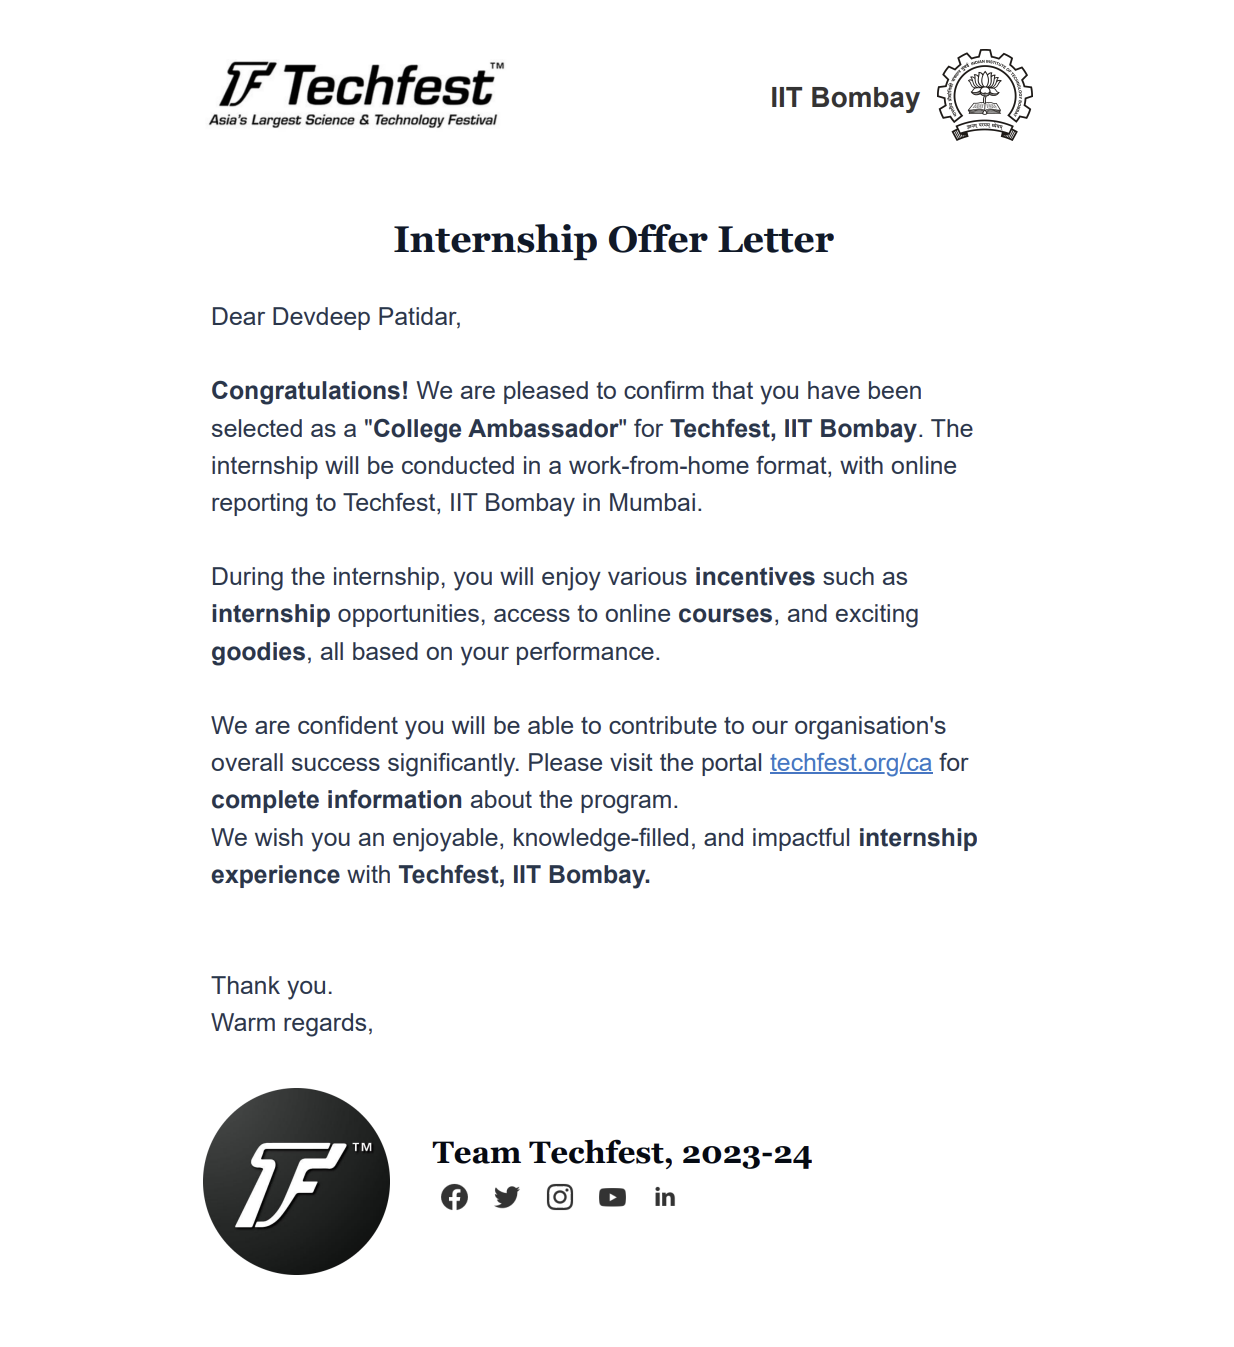 Techfest™
Asia's Largest Science & Technology Festival
IIT Bombay
Internship Offer Letter
Dear Devdeep Patidar,
Congratulations! We are pleased to confirm that you have been
selected as a "College Ambassador" for Techfest, IIT Bombay. The
internship will be conducted in a work-from-home format, with online
reporting to Techfest, IIT Bombay in Mumbai.
During the internship, you will enjoy various incentives such as
internship opportunities, access to online courses, and exciting
goodies, all based on your performance.
We are confident you will be able to contribute to our organisation's
overall success significantly. Please visit the portal techfest.org/ca for
complete information about the program.
We wish you an enjoyable, knowledge-filled, and impactful internship
experience with Techfest, IIT Bombay.
Thank you.
Warm regards,
TM
Team Techfest, 2023-24
in